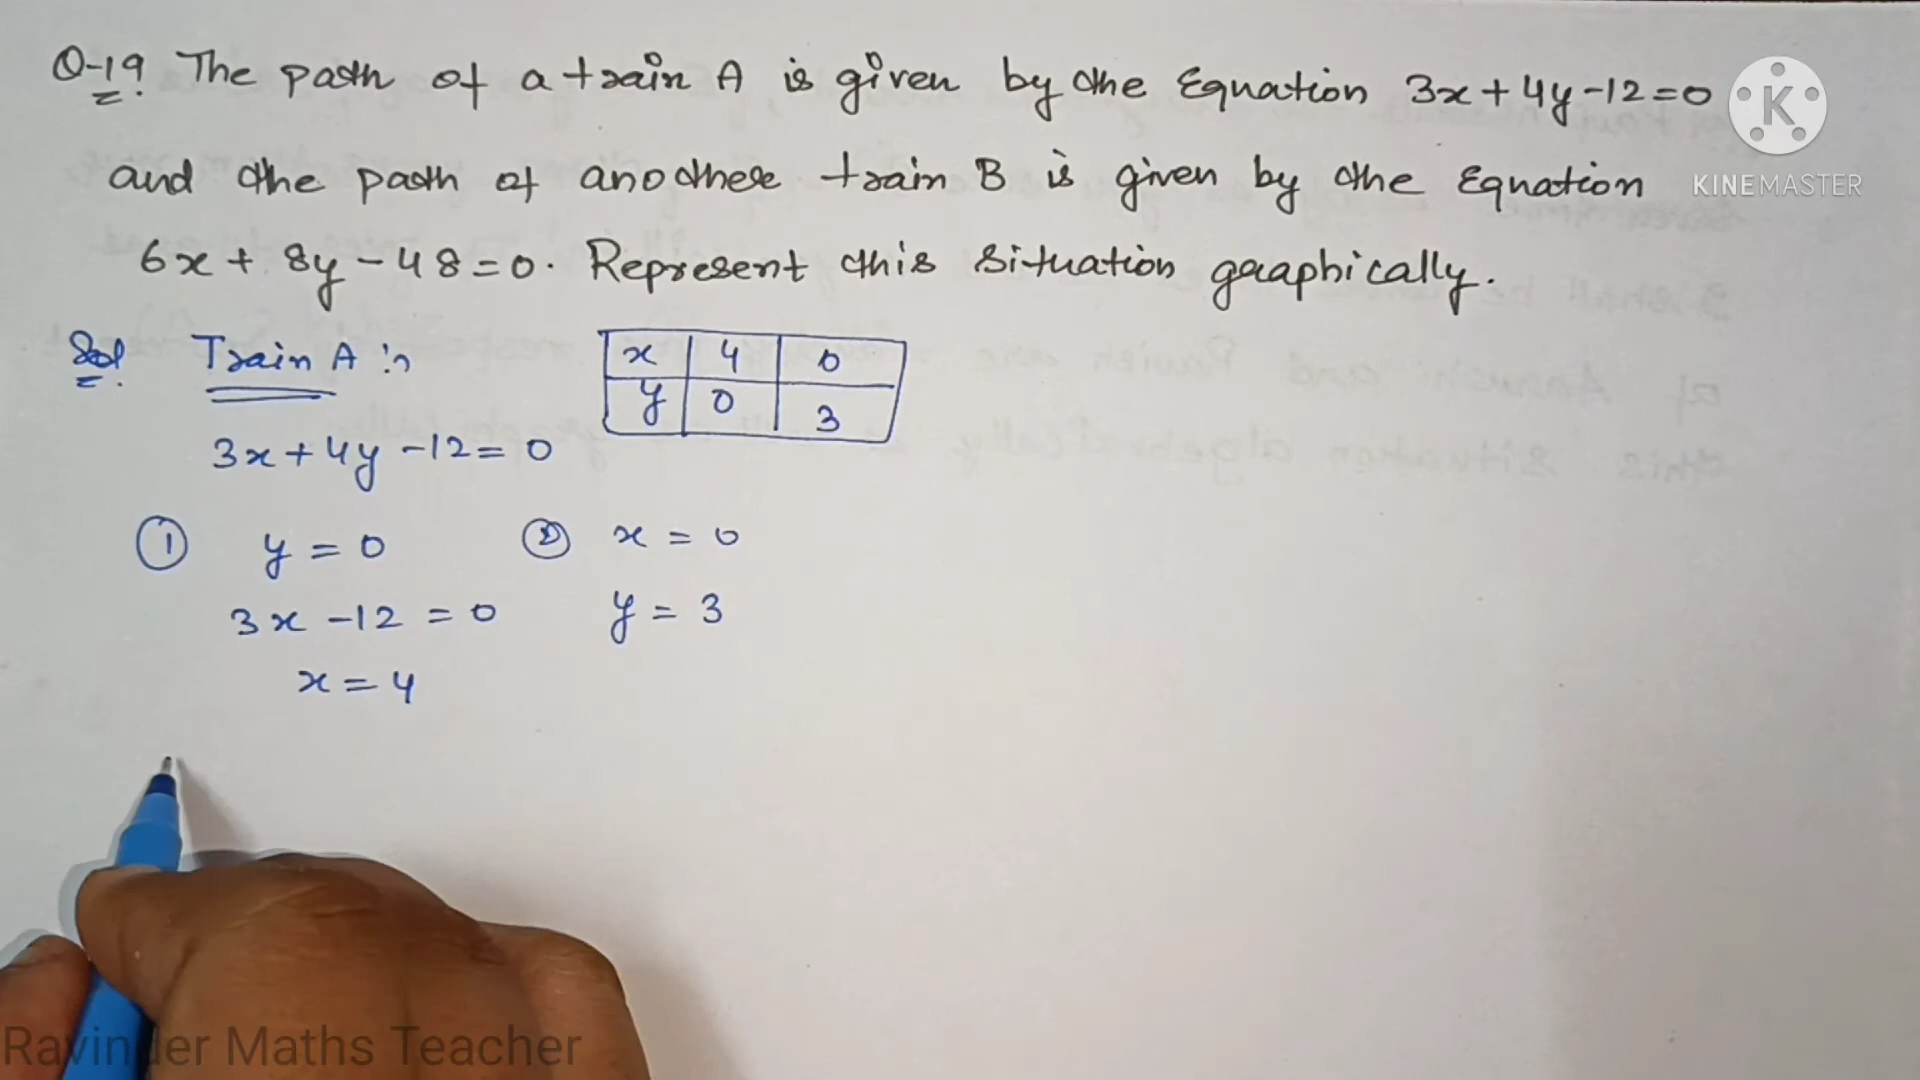 Q-19. The path of a train A is given by the Equation 3x + 4y - 12 = 0
and the path of another train B is given by the Equation
6x + 8y - 48 = 0. Represent this situation graphically.
Sol. Train A :-
x 4 0
y 0 3
3x + 4y - 12 = 0
① y = 0 ② x = 0
3x - 12 = 0 y = 3
x = 4
K
KINEMASTER
Ravinder Maths Teacher